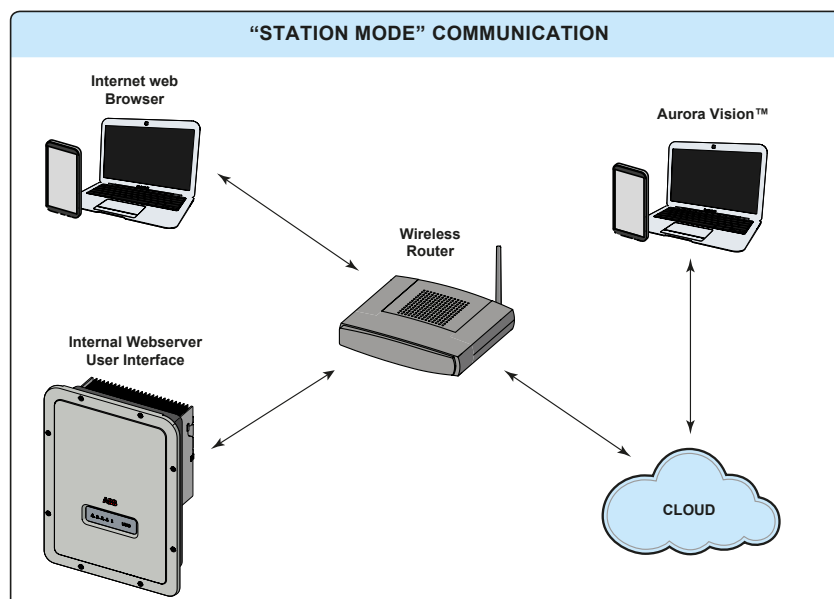 “STATION MODE” COMMUNICATION
Internet web
Browser
Aurora Vision™
Wireless
Router
Internal Webserver
User Interface
ABB
CLOUD